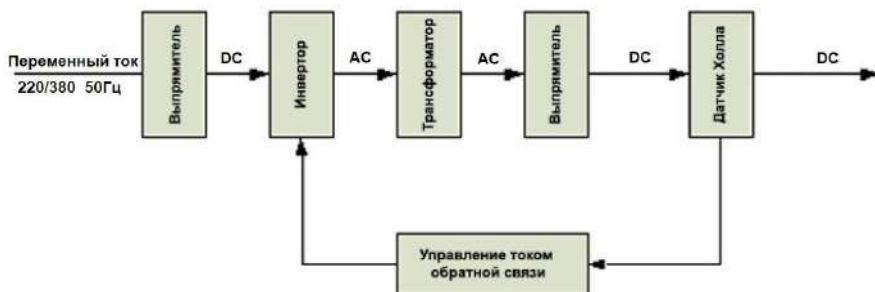 Переменный ток
220/380 50Гц
Выпрямитель
DC
Инвертор
AC
Трансформатор
AC
Выпрямитель
DC
Датчик Холла
DC
Управление током
обратной связи